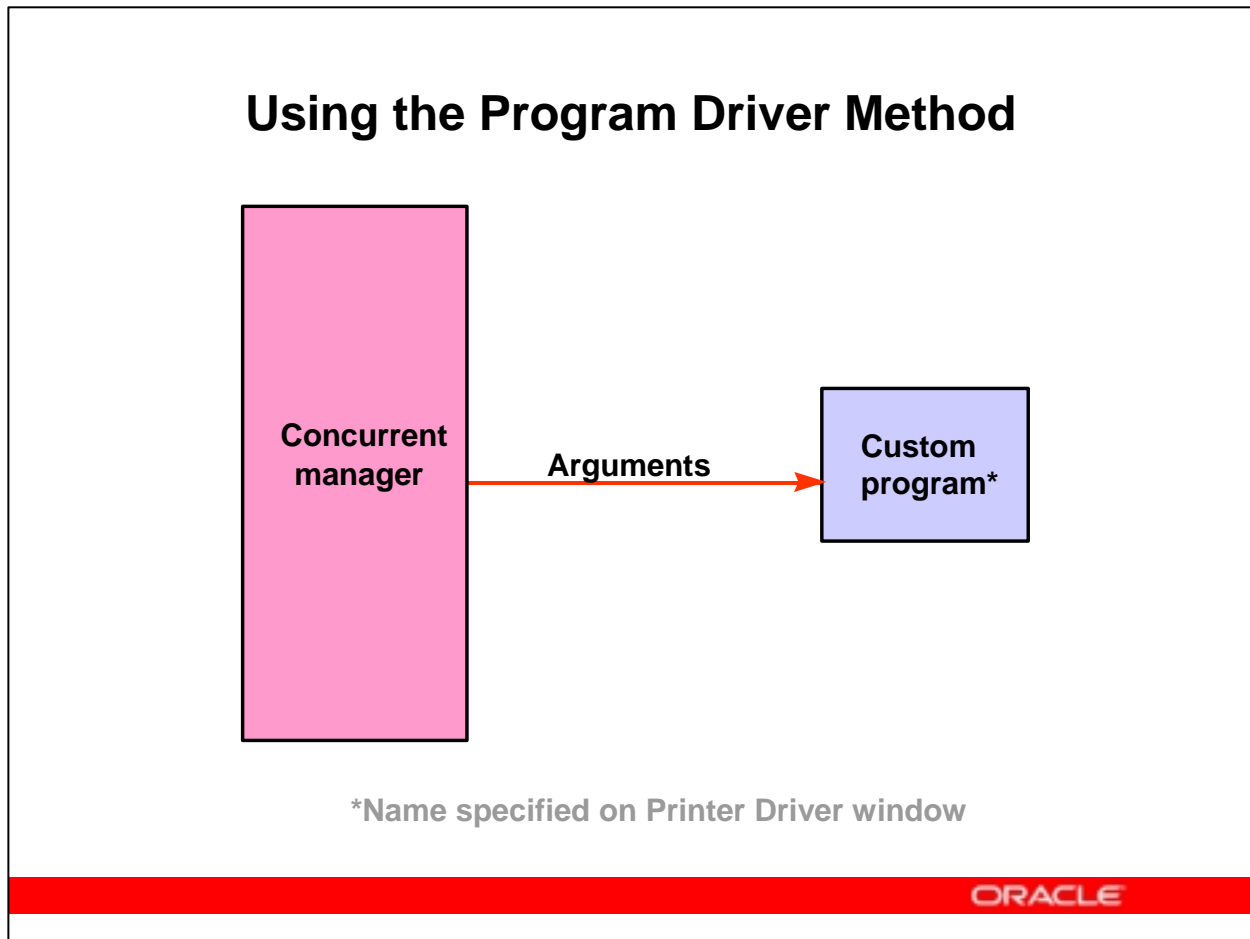 Using the Program Driver Method
Concurrent
manager
Arguments
Custom
program*
*Name specified on Printer Driver window
ORACLE